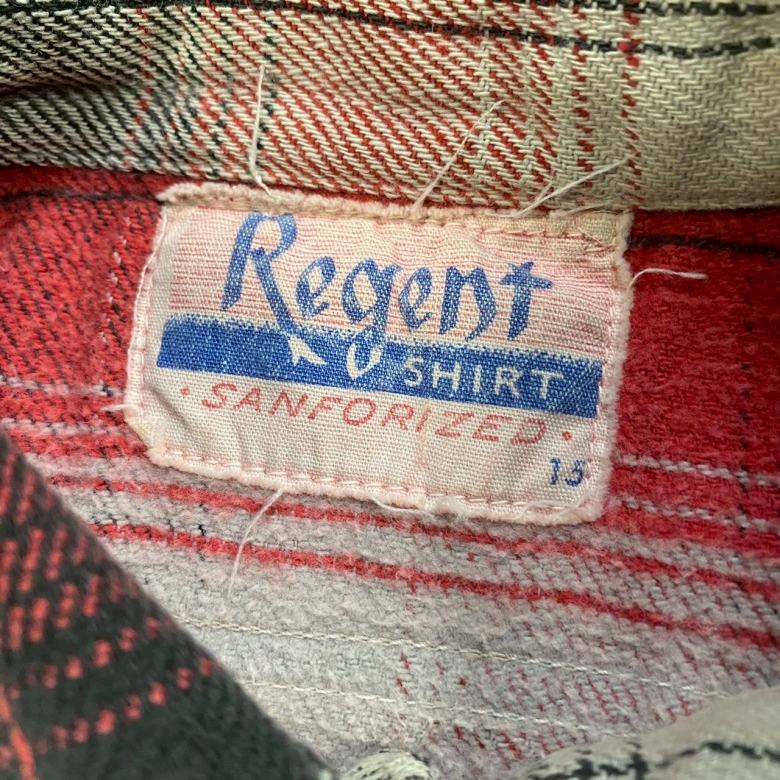 Regent
SHIRT
· SANFORIZED ·
15